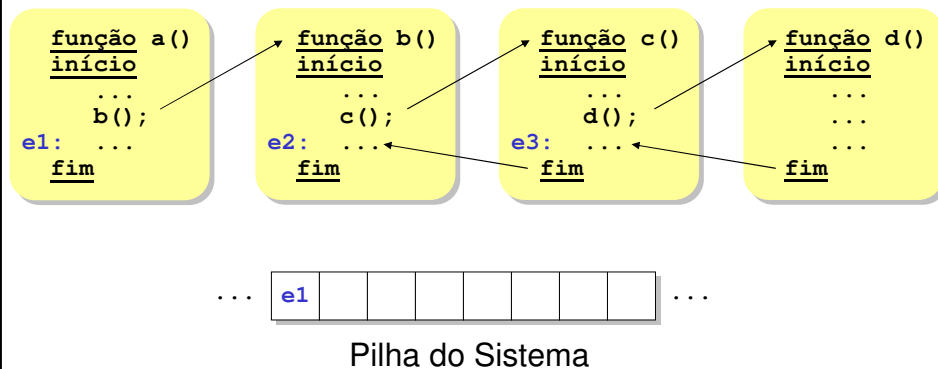 função a()
início
...
b();
e1: ...
fim
função b()
início
...
c();
e2: ...
fim
função c()
início
...
d();
e3: ...
fim
função d()
início
...
...
...
fim
... e1 ...
Pilha do Sistema